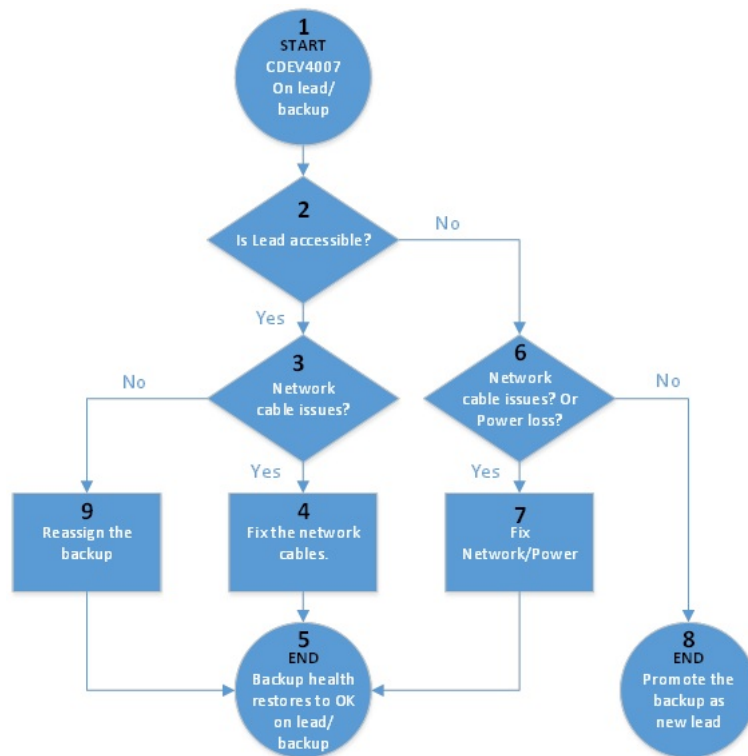 1
START
CDEV4007
On lead/
backup
2
Is Lead accessible?
No
Yes
3
Network
cable issues?
No
Yes
6
Network
cable issues? Or
Power loss?
No
Yes
9
Reassign the
backup
4
Fix the network
cables.
7
Fix
Network/Power
5
END
Backup health
restores to OK
on lead/
backup
8
END
Promote the
backup as
new lead